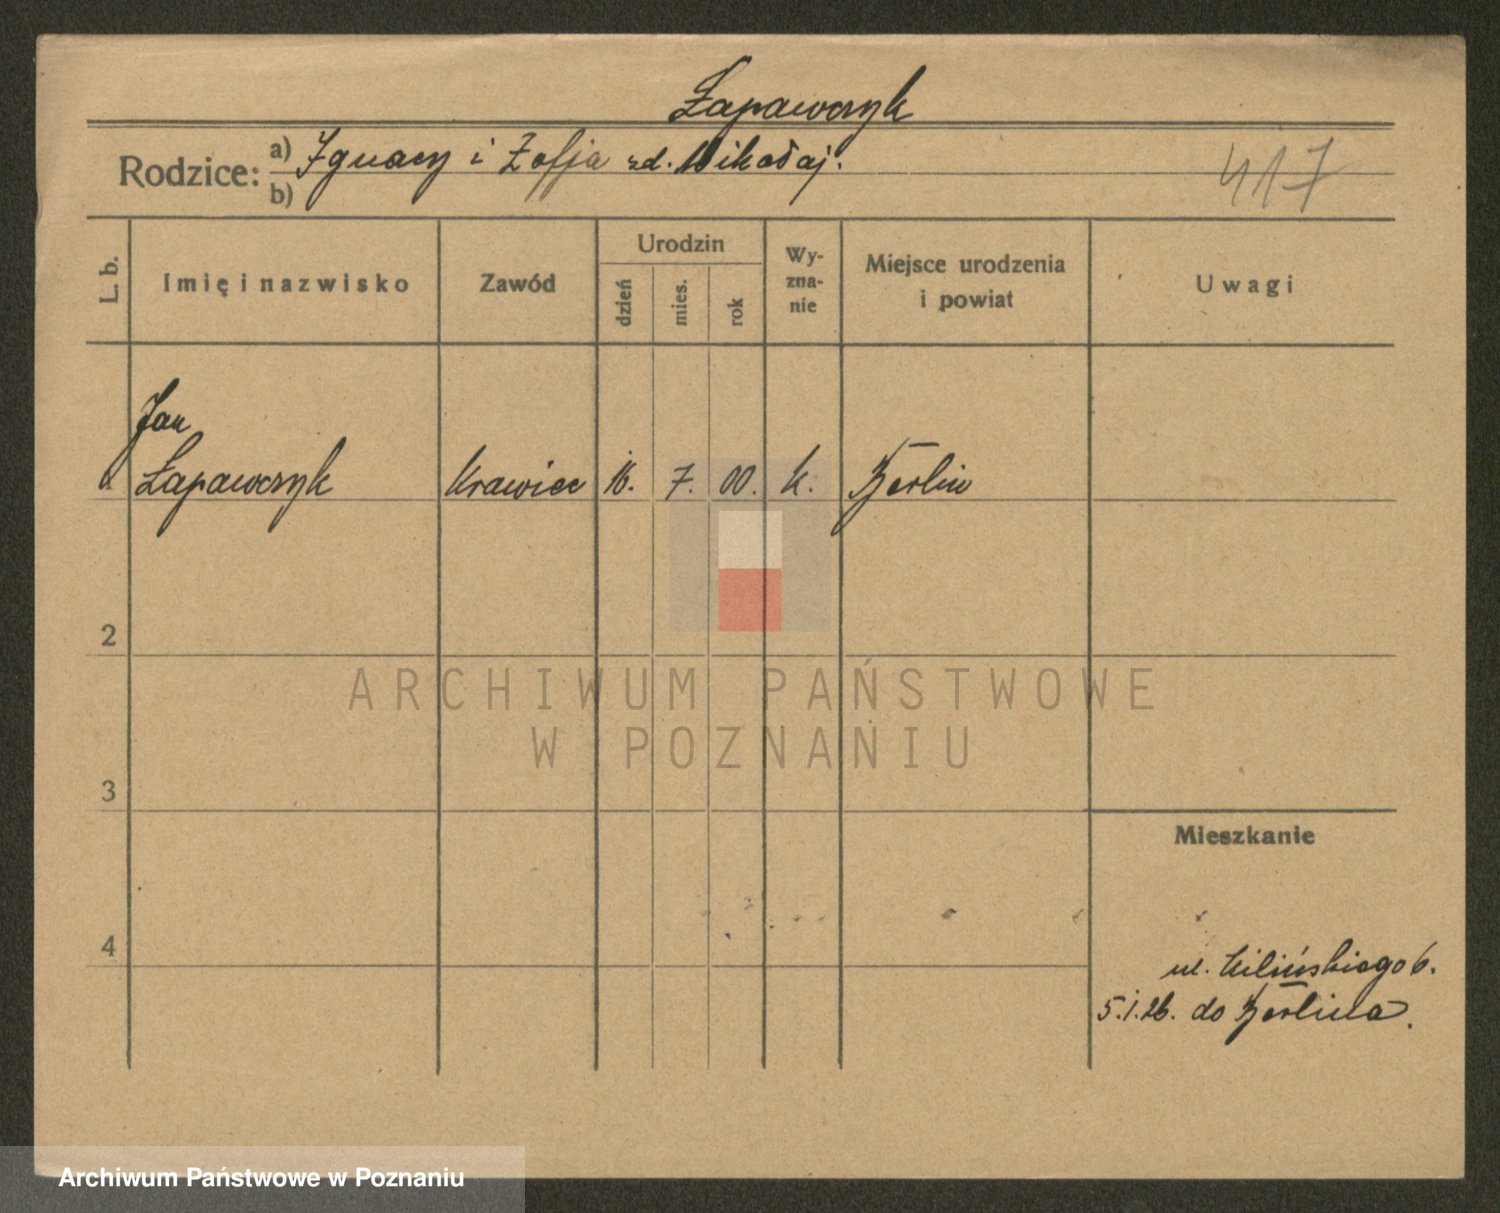 Łapawczyk
Rodzice: a) Ignacy i Zofja zd. Mikołaj.
b)
417
L. b.
Imię i nazwisko
Zawód
Urodzin
dzień
mies.
rok
Wy-
zna-
nie
Miejsce urodzenia
i powiat
Uwagi
Jan
1 Łapawczyk Krawiec 16. 7. 00. k. Berlin
2
3
4
Mieszkanie
ul. Kilińskiego 6.
5.1.26. do Berlina.
ARCHIWUM PAŃSTWOWE
W POZNANIU
Archiwum Państwowe w Poznaniu